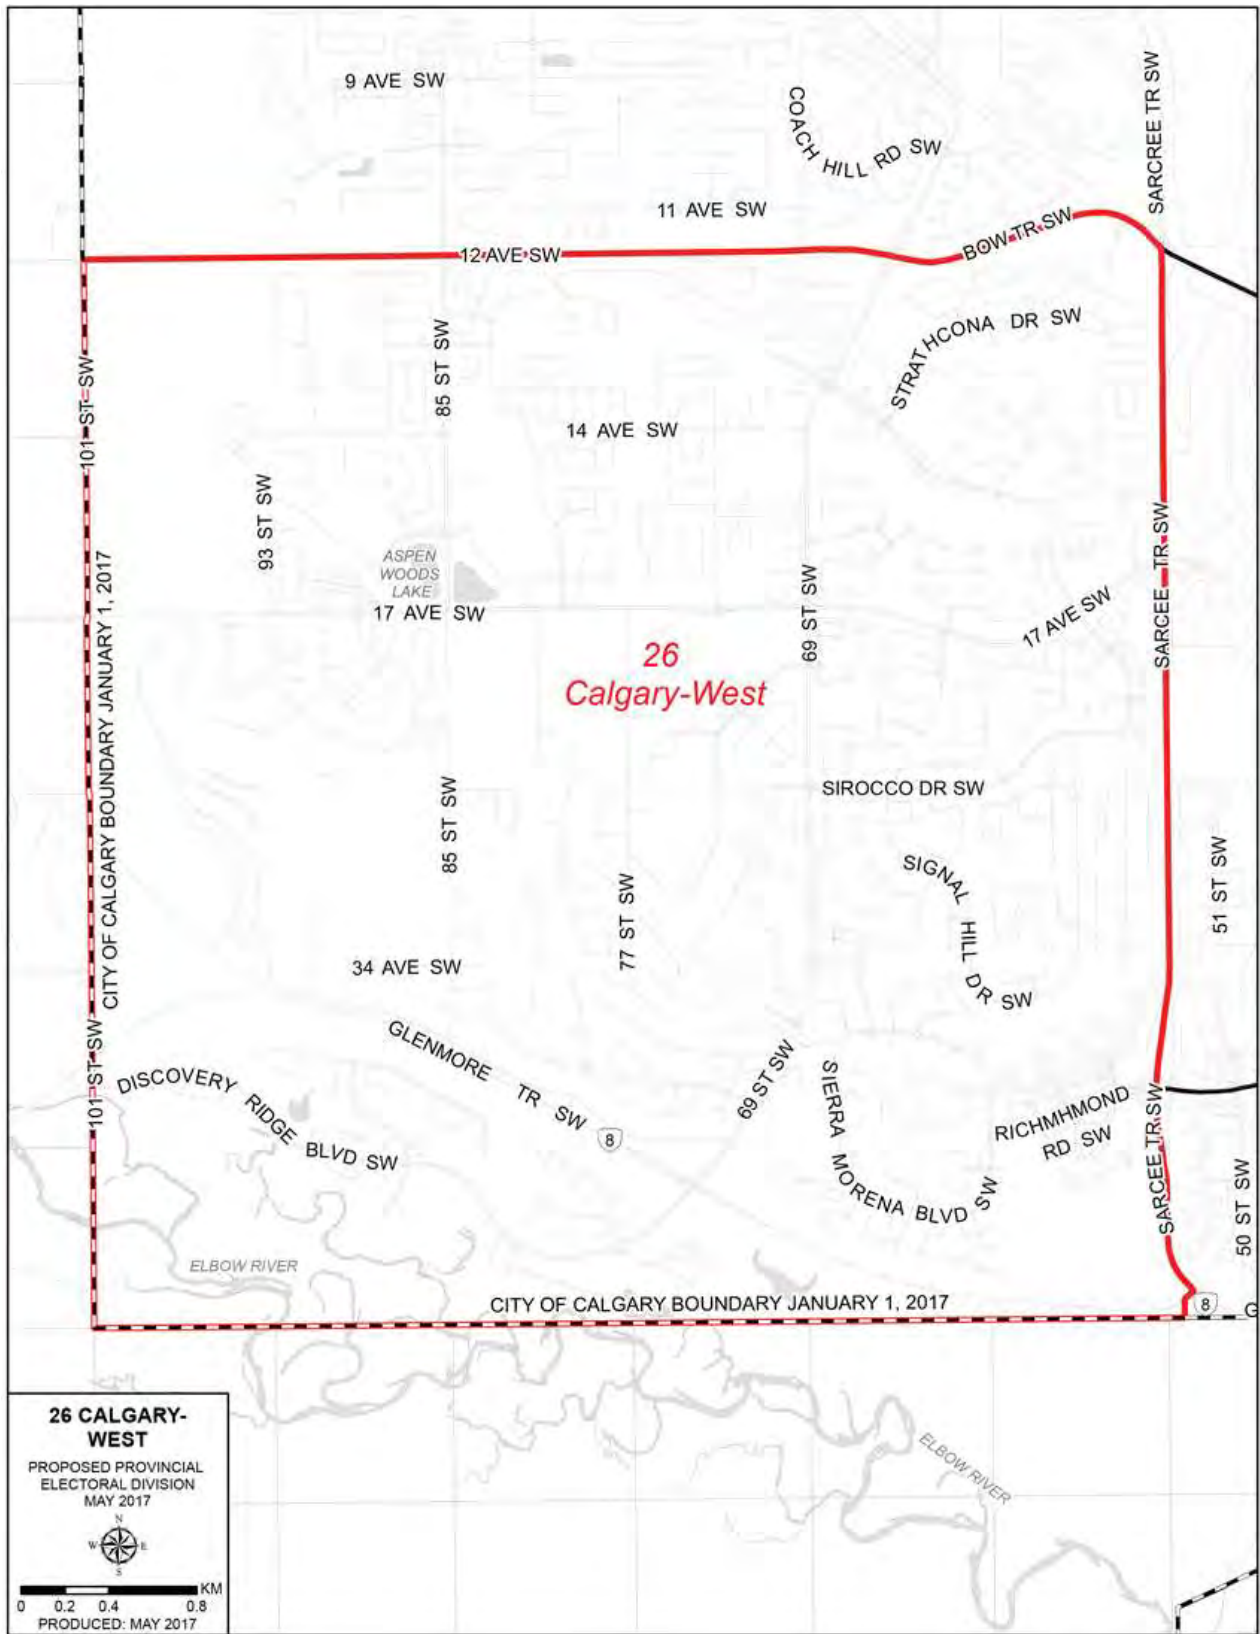 9 AVE SW
COACH HILL RD SW
SARCREE TR SW
11 AVE SW
BOW TR SW
12 AVE SW
STRATHCONA DR SW
85 ST SW
101 ST SW
14 AVE SW
93 ST SW
ASPEN
WOODS
LAKE
17 AVE SW
69 ST SW
17 AVE SW
SARCEE TR SW
26
Calgary-West
CITY OF CALGARY BOUNDARY JANUARY 1, 2017
SIROCCO DR SW
85 ST SW
77 ST SW
SIGNAL HILL DR SW
51 ST SW
34 AVE SW
GLENMORE TR SW
8
101 ST SW
DISCOVERY RIDGE BLVD SW
69 ST SW
SIERRA MORENA BLVD SW
RICHMHMOND
RD SW
SARCEE TR SW
50 ST SW
ELBOW RIVER
CITY OF CALGARY BOUNDARY JANUARY 1, 2017
8
G
ELBOW RIVER
26 CALGARY-
WEST
PROPOSED PROVINCIAL
ELECTORAL DIVISION
MAY 2017
N
W E
S
KM
0 0.2 0.4 0.8
PRODUCED: MAY 2017